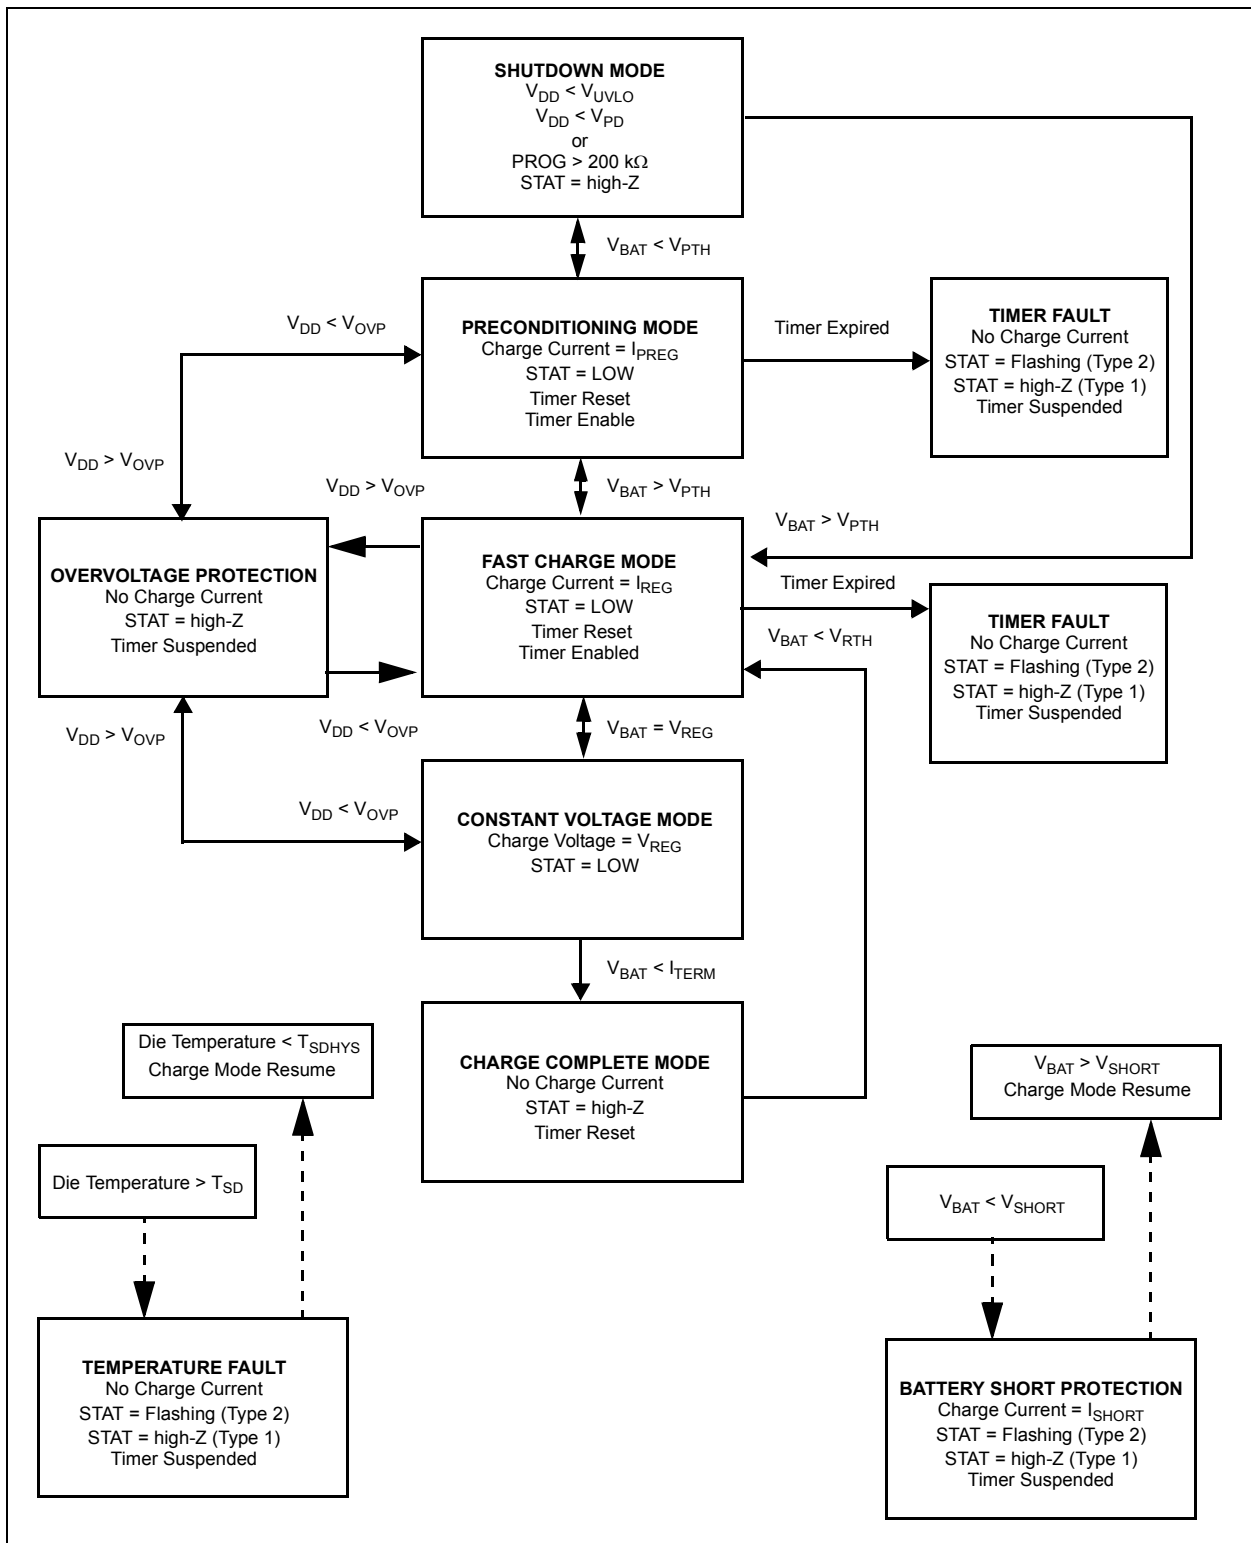 SHUTDOWN MODE
VDD < VUVLO
VDD < VPD
or
PROG > 200 kΩ
STAT = high-Z
VBAT < VPTH
VDD < VOVP
PRECONDITIONING MODE
Charge Current = IPREG
STAT = LOW
Timer Reset
Timer Enable
Timer Expired
TIMER FAULT
No Charge Current
STAT = Flashing (Type 2)
STAT = high-Z (Type 1)
Timer Suspended
VDD > VOVP
VDD > VOVP
VBAT > VPTH
VBAT > VPTH
OVERVOLTAGE PROTECTION
No Charge Current
STAT = high-Z
Timer Suspended
FAST CHARGE MODE
Charge Current = IREG
STAT = LOW
Timer Reset
Timer Enabled
Timer Expired
VBAT < VRTH
TIMER FAULT
No Charge Current
STAT = Flashing (Type 2)
STAT = high-Z (Type 1)
Timer Suspended
VDD > VOVP
VDD < VOVP
VBAT = VREG
VDD < VOVP
CONSTANT VOLTAGE MODE
Charge Voltage = VREG
STAT = LOW
VBAT < ITERM
CHARGE COMPLETE MODE
No Charge Current
STAT = high-Z
Timer Reset
Die Temperature < TSDHYS
Charge Mode Resume
Die Temperature > TSD
TEMPERATURE FAULT
No Charge Current
STAT = Flashing (Type 2)
STAT = high-Z (Type 1)
Timer Suspended
VBAT > VSHORT
Charge Mode Resume
VBAT < VSHORT
BATTERY SHORT PROTECTION
Charge Current = ISHORT
STAT = Flashing (Type 2)
STAT = high-Z (Type 1)
Timer Suspended